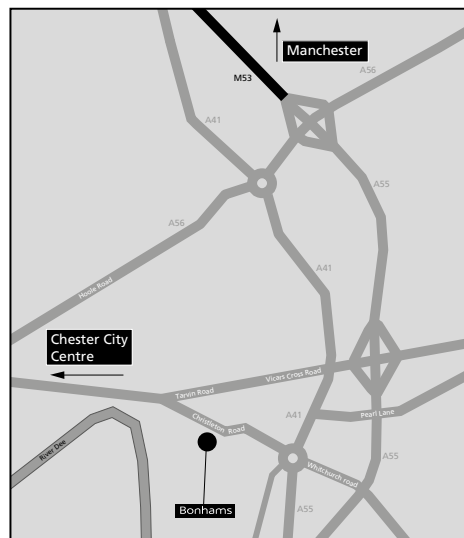 Manchester
A56
M53
A41
A55
A56
A41
Hoole Road
Chester City
Centre
Vicars Cross Road
Tarvin Road
A41
Pearl Lane
Christleton Road
River Dee
A55
Whitchurch road
Bonhams
A55